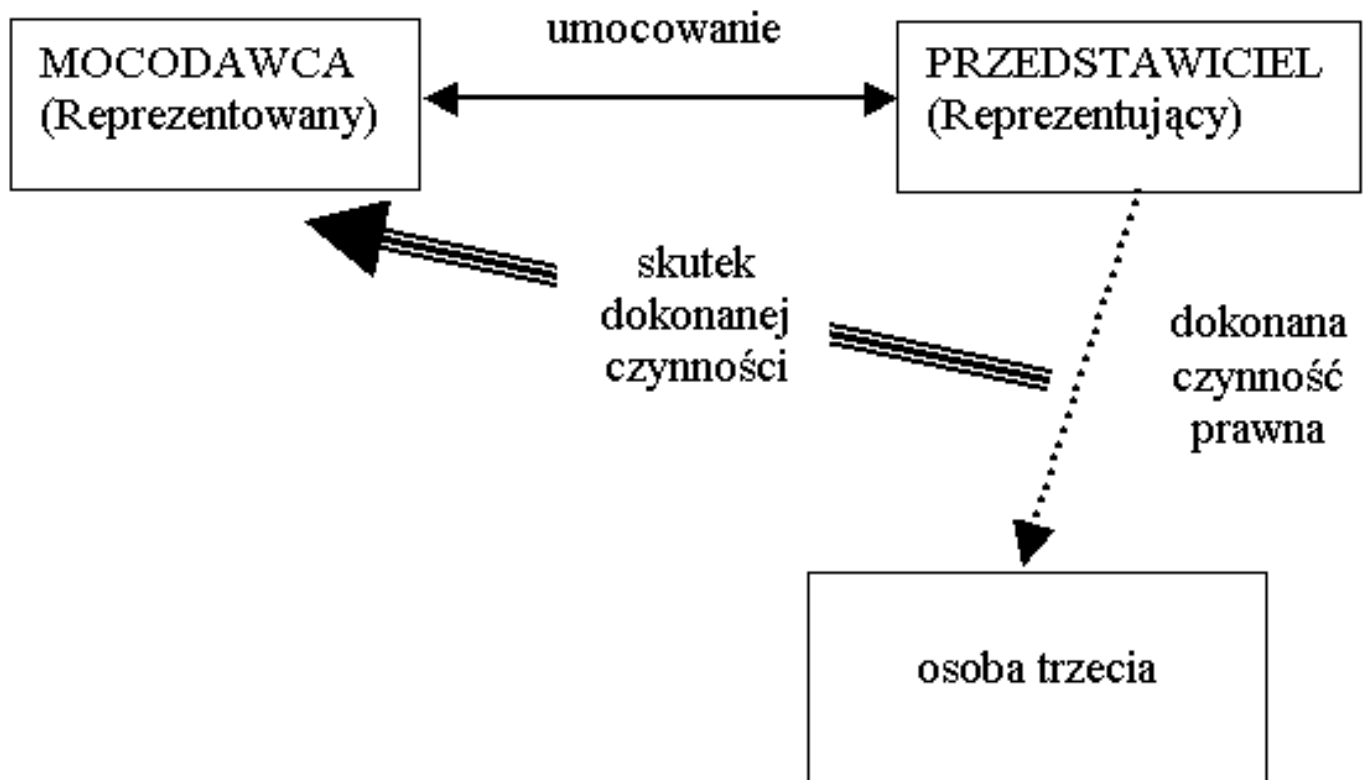 umocowanie
MOCODAWCA
(Reprezentowany)
PRZEDSTAWICIEL
(Reprezentujący)
skutek
dokonanej
czynności
dokonana
czynność
prawna
osoba trzecia